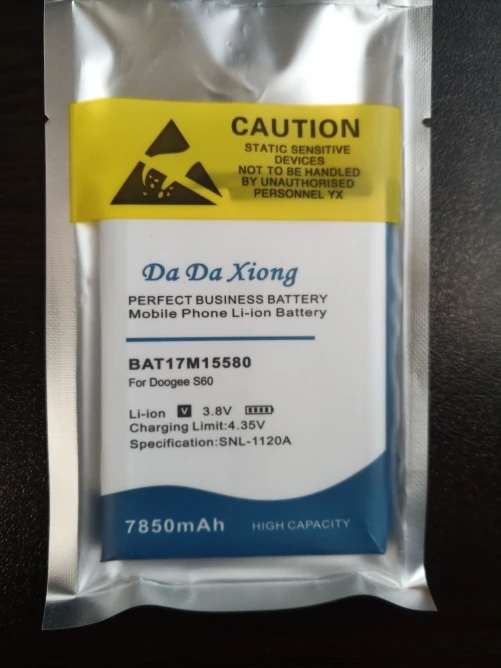 CAUTION
STATIC SENSITIVE
DEVICES
NOT TO BE HANDLED
BY UNAUTHORISED
PERSONNEL YX
Da Da Xiong
PERFECT BUSINESS BATTERY
Mobile Phone Li-ion Battery
BAT17M15580
For Doogee S60
Li-ion V 3.8V
Charging Limit:4.35V
Specification:SNL-1120A
7850mAh HIGH CAPACITY